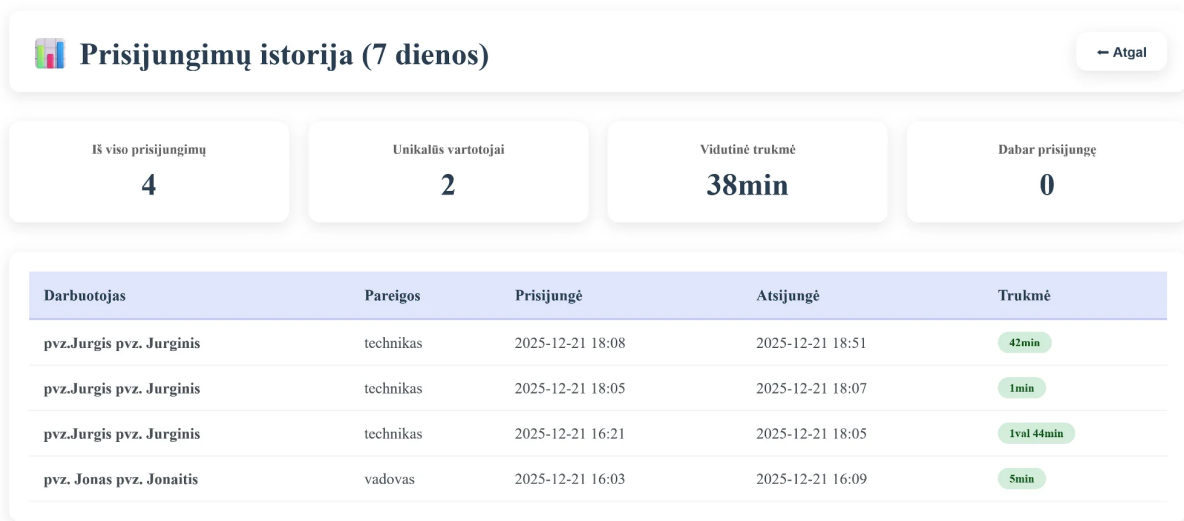 Prisijungimų istorija (7 dienos)
← Atgal
Iš viso prisijungimų
4
Unikalūs vartotojai
2
Vidutinė trukmė
38min
Dabar prisijungę
0
Darbuotojas Pareigos Prisijungė Atsijungė Trukmė
pvz.Jurgis pvz. Jurginis technikas 2025-12-21 18:08 2025-12-21 18:51 42min
pvz.Jurgis pvz. Jurginis technikas 2025-12-21 18:05 2025-12-21 18:07 1min
pvz.Jurgis pvz. Jurginis technikas 2025-12-21 16:21 2025-12-21 18:05 1val 44min
pvz. Jonas pvz. Jonaitis vadovas 2025-12-21 16:03 2025-12-21 16:09 5min